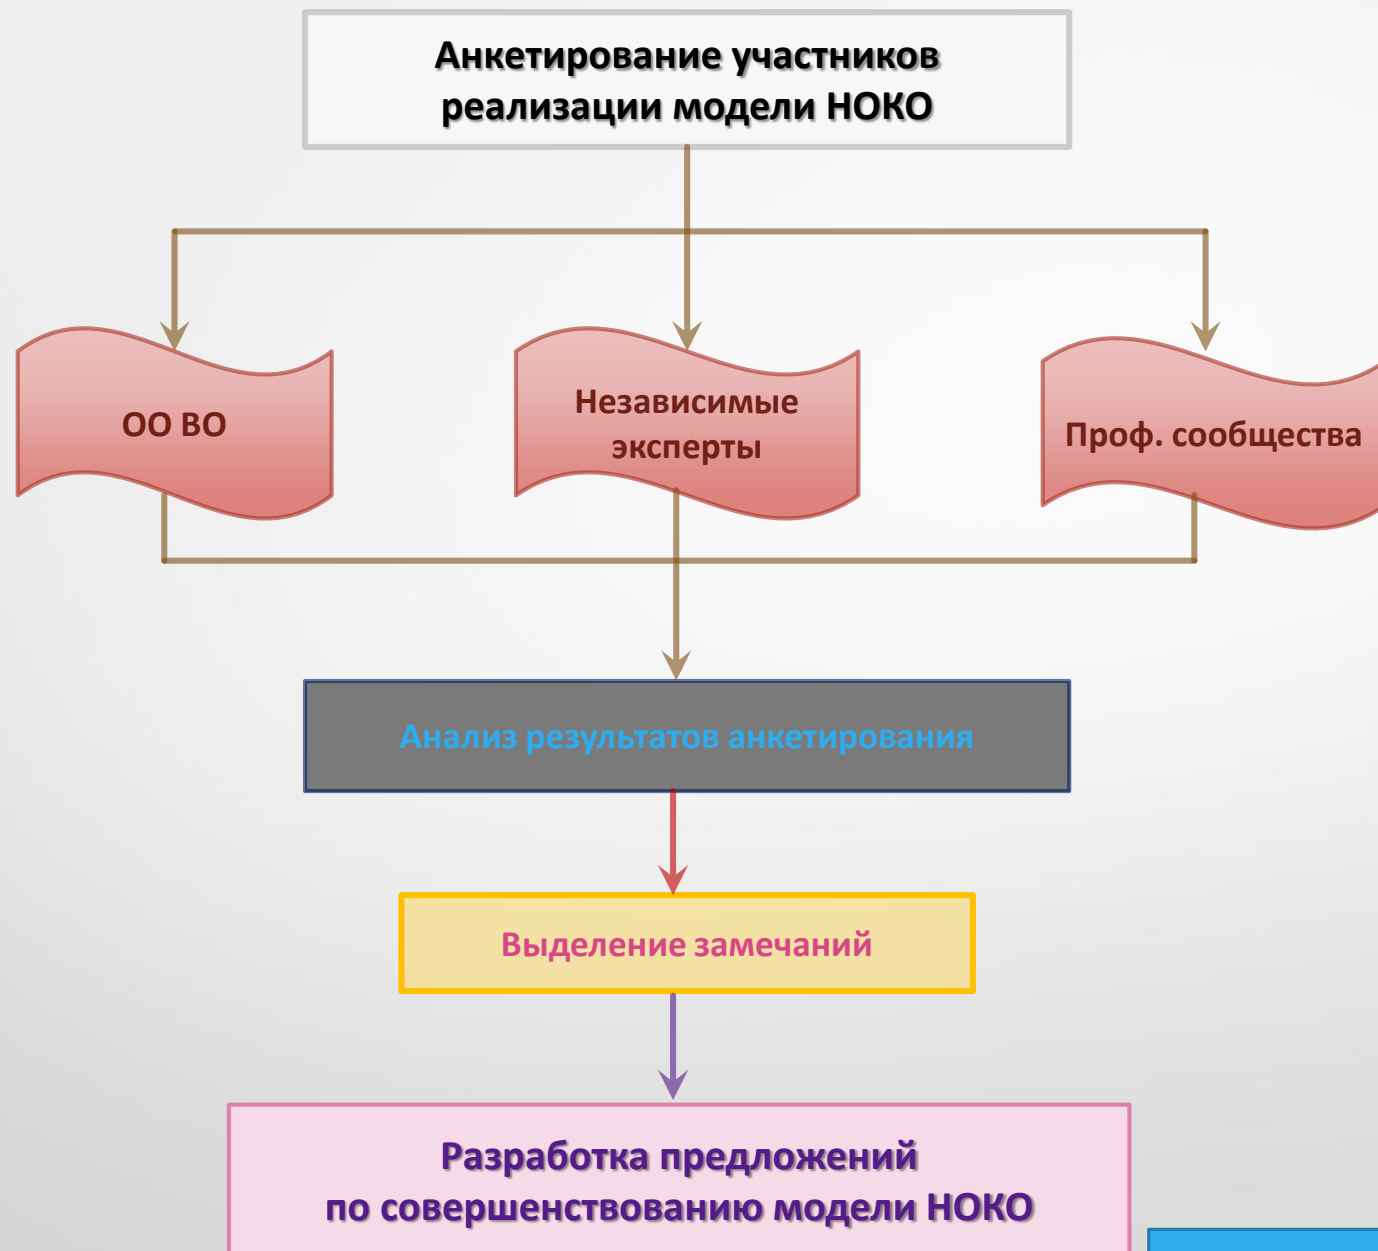 Анкетирование участников
реализации модели НОКО
ОО ВО
Независимые
эксперты
Проф. сообщества
Анализ результатов анкетирования
Выделение замечаний
Разработка предложений
по совершенствованию модели НОКО